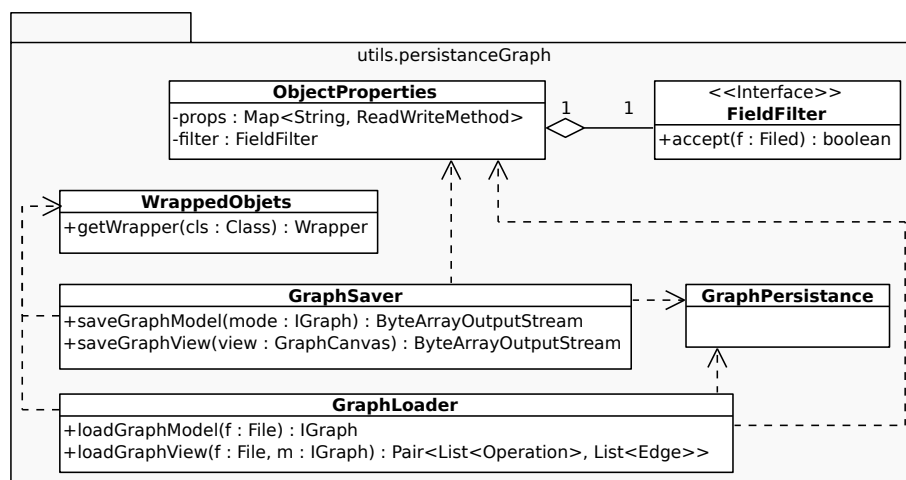 utils.persistanceGraph
ObjectProperties
-props : Map<String, ReadWriteMethod>
-filter : FieldFilter
1
1
<<Interface>>
FieldFilter
+accept(f : Filed) : boolean
WrappedObjets
+getWrapper(cls : Class) : Wrapper
GraphSaver
+saveGraphModel(mode : IGraph) : ByteArrayOutputStream
+saveGraphView(view : GraphCanvas) : ByteArrayOutputStream
GraphPersistance
GraphLoader
+loadGraphModel(f : File) : IGraph
+loadGraphView(f : File, m : IGraph) : Pair<List<Operation>, List<Edge>>